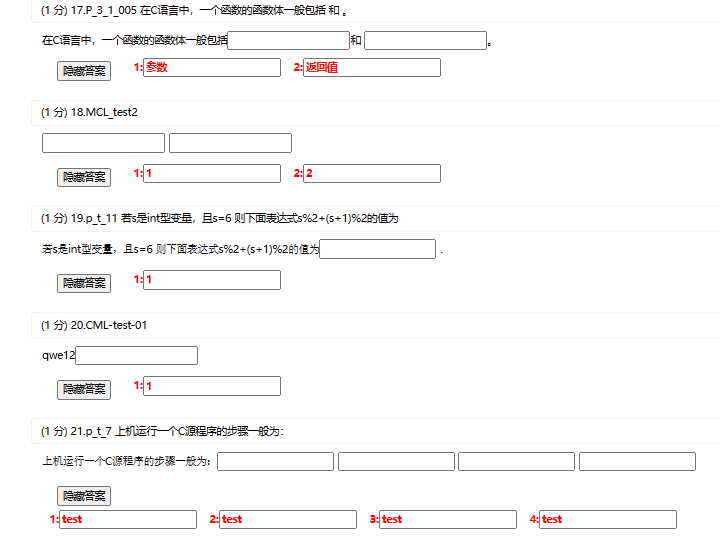 (1 分) 17.P_3_1_005 在C语言中，一个函数的函数体一般包括 和 。
在C语言中，一个函数的函数体一般包括 和 。
隐藏答案 1: 参数 2: 返回值
(1 分) 18.MCL_test2
隐藏答案 1: 1 2: 2
(1 分) 19.p_t_11 若s是int型变量，且s=6 则下面表达式s%2+(s+1)%2的值为
若s是int型变量，且s=6 则下面表达式s%2+(s+1)%2的值为 .
隐藏答案 1: 1
(1 分) 20.CML-test-01
qwe12
隐藏答案 1: 1
(1 分) 21.p_t_7 上机运行一个C源程序的步骤一般为：
上机运行一个C源程序的步骤一般为：
隐藏答案
1: test 2: test 3: test 4: test